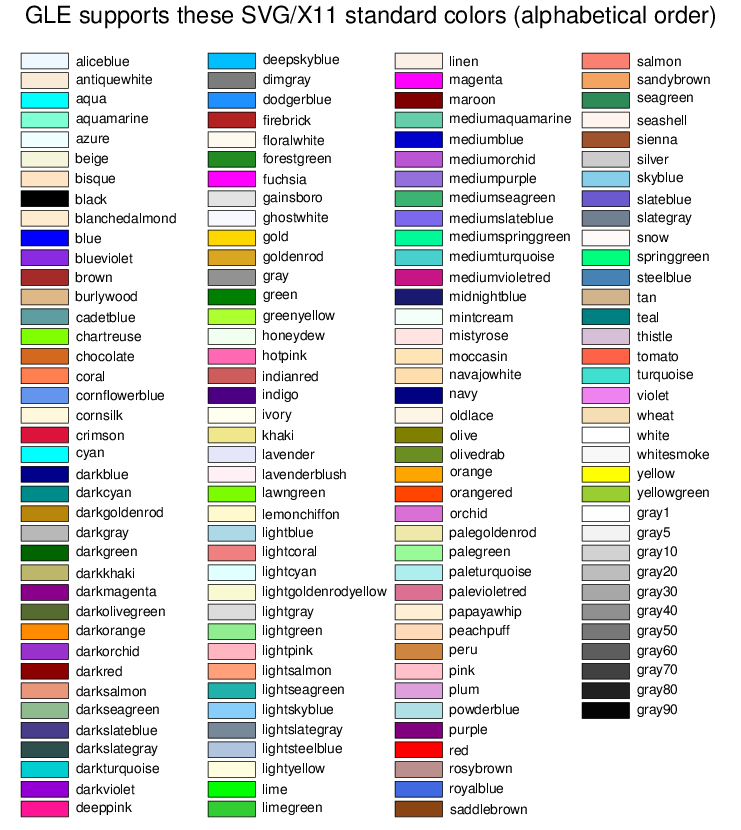 GLE supports these SVG/X11 standard colors (alphabetical order)
aliceblue
antiquewhite
aqua
aquamarine
azure
beige
bisque
black
blanchedalmond
blue
blueviolet
brown
burlywood
cadetblue
chartreuse
chocolate
coral
cornflowerblue
cornsilk
crimson
cyan
darkblue
darkcyan
darkgoldenrod
darkgray
darkgreen
darkkhaki
darkmagenta
darkolivegreen
darkorange
darkorchid
darkred
darksalmon
darkseagreen
darkslateblue
darkslategray
darkturquoise
darkviolet
deeppink
deepskyblue
dimgray
dodgerblue
firebrick
floralwhite
forestgreen
fuchsia
gainsboro
ghostwhite
gold
goldenrod
gray
green
greenyellow
honeydew
hotpink
indianred
indigo
ivory
khaki
lavender
lavenderblush
lawngreen
lemonchiffon
lightblue
lightcoral
lightcyan
lightgoldenrodyellow
lightgray
lightgreen
lightpink
lightsalmon
lightseagreen
lightskyblue
lightslategray
lightsteelblue
lightyellow
lime
limegreen
linen
magenta
maroon
mediumaquamarine
mediumblue
mediumorchid
mediumpurple
mediumseagreen
mediumslateblue
mediumspringgreen
mediumturquoise
mediumvioletred
midnightblue
mintcream
mistyrose
moccasin
navajowhite
navy
oldlace
olive
olivedrab
orange
orangered
orchid
palegoldenrod
palegreen
paleturquoise
palevioletred
papayawhip
peachpuff
peru
pink
plum
powderblue
purple
red
rosybrown
royalblue
saddlebrown
salmon
sandybrown
seagreen
seashell
sienna
silver
skyblue
slateblue
slategray
snow
springgreen
steelblue
tan
teal
thistle
tomato
turquoise
violet
wheat
white
whitesmoke
yellow
yellowgreen
gray1
gray5
gray10
gray20
gray30
gray40
gray50
gray60
gray70
gray80
gray90